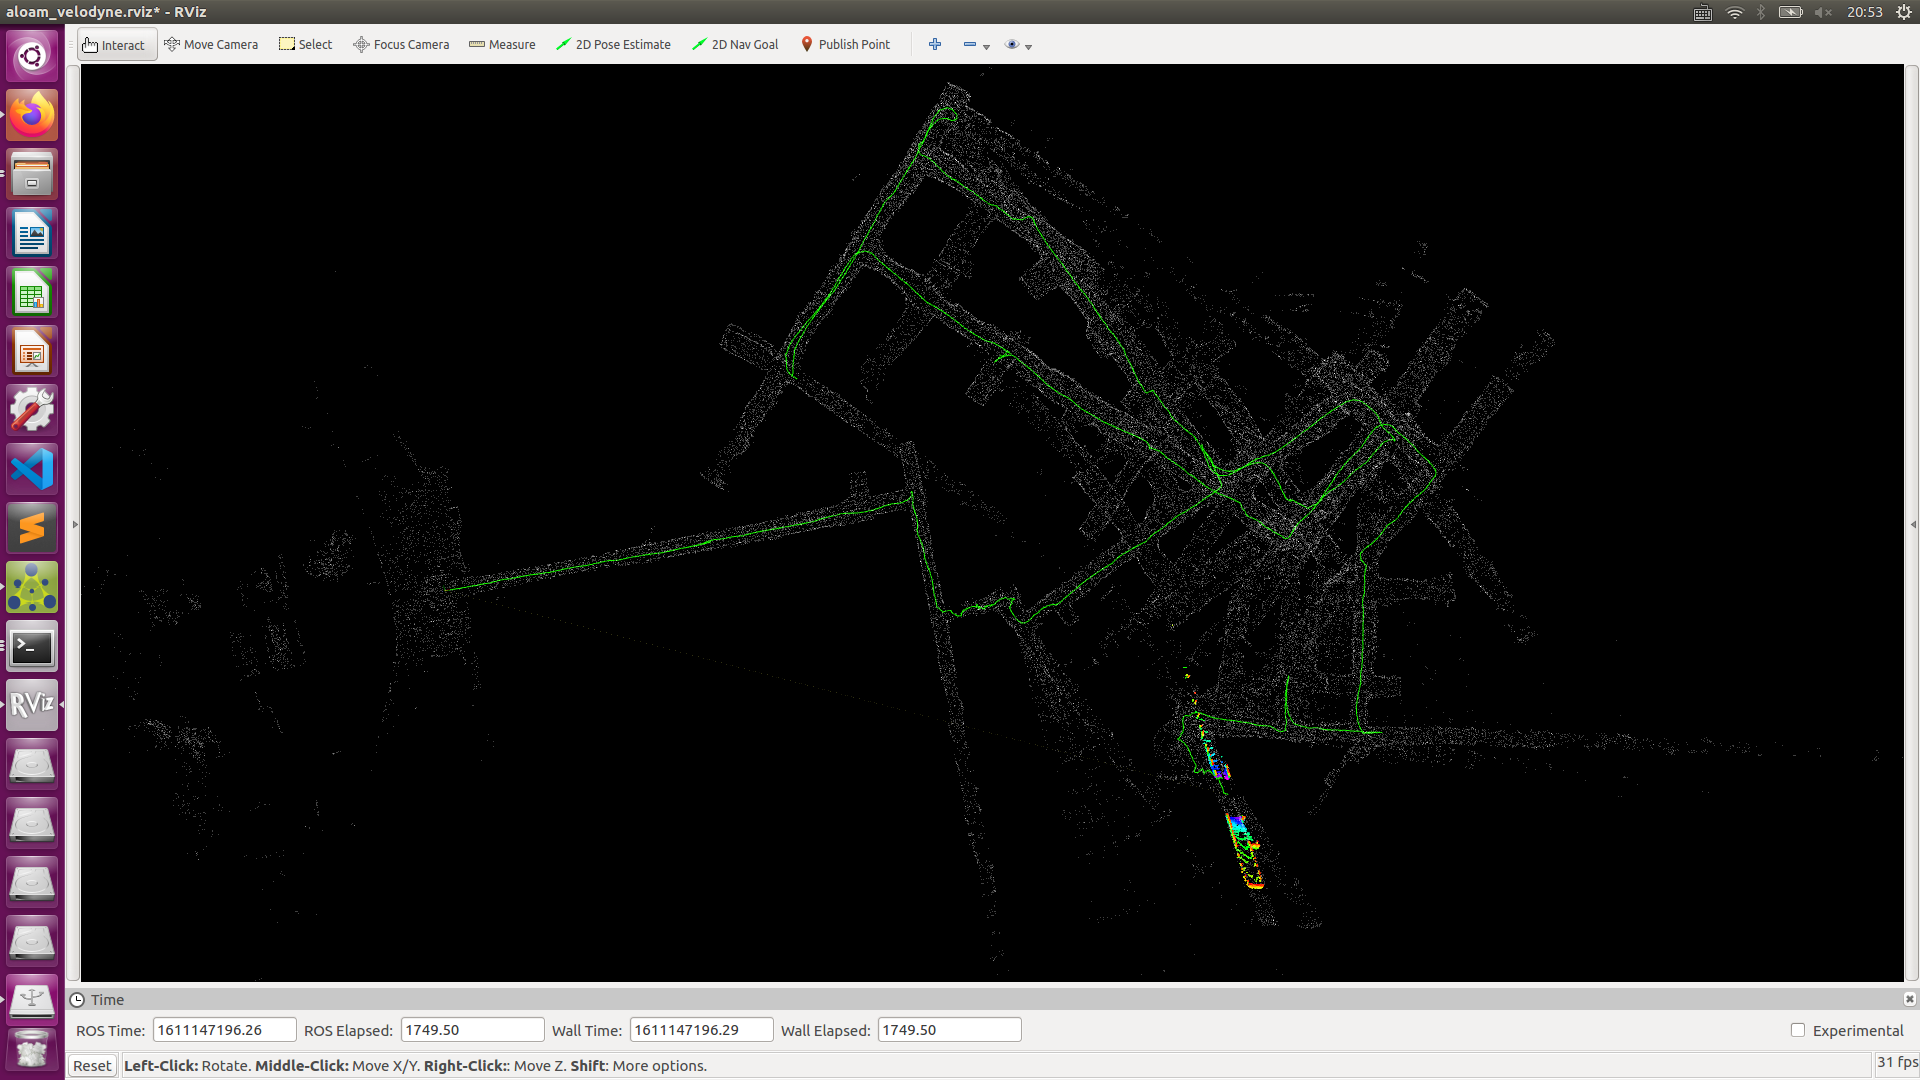 aloam_velodyne.rviz* - RViz
20:53
Interact Move Camera Select Focus Camera Measure 2D Pose Estimate 2D Nav Goal Publish Point
RViz
Time
ROS Time: 1611147196.26 ROS Elapsed: 1749.50 Wall Time: 1611147196.29 Wall Elapsed: 1749.50 Experimental
Reset Left-Click: Rotate. Middle-Click: Move X/Y. Right-Click:: Move Z. Shift: More options. 31 fps